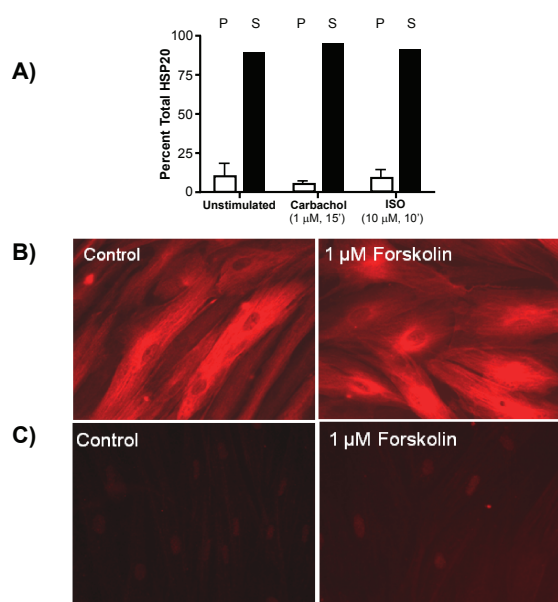 A)
P S P S P S
Percent Total HSP20
100
75
50
25
0
Unstimulated Carbachol ISO
(1 µM, 15') (10 µM, 10')
B)
Control 1 µM Forskolin
C)
Control 1 µM Forskolin